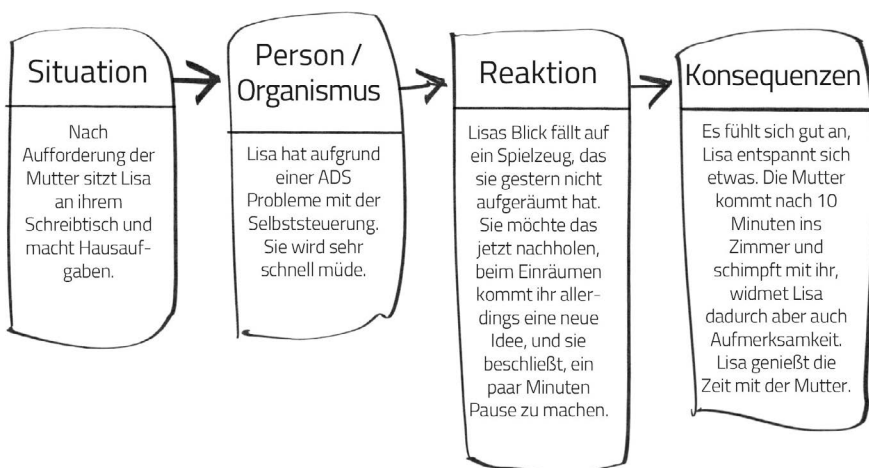 Situation
Nach
Aufforderung der
Mutter sitzt Lisa
an ihrem
Schreibtisch und
macht Hausauf-
gaben.
Person /
Organismus
Lisa hat aufgrund
einer ADS
Probleme mit der
Selbststeuerung.
Sie wird sehr
schnell müde.
Reaktion
Lisas Blick fällt auf
ein Spielzeug, das
sie gestern nicht
aufgeräumt hat.
Sie möchte das
jetzt nachholen,
beim Einräumen
kommt ihr aller-
dings eine neue
Idee, und sie
beschließt, ein
paar Minuten
Pause zu machen.
Konsequenzen
Es fühlt sich gut an,
Lisa entspannt sich
etwas. Die Mutter
kommt nach 10
Minuten ins
Zimmer und
schimpft mit ihr,
widmet Lisa
dadurch aber auch
Aufmerksamkeit.
Lisa genießt die
Zeit mit der Mutter.